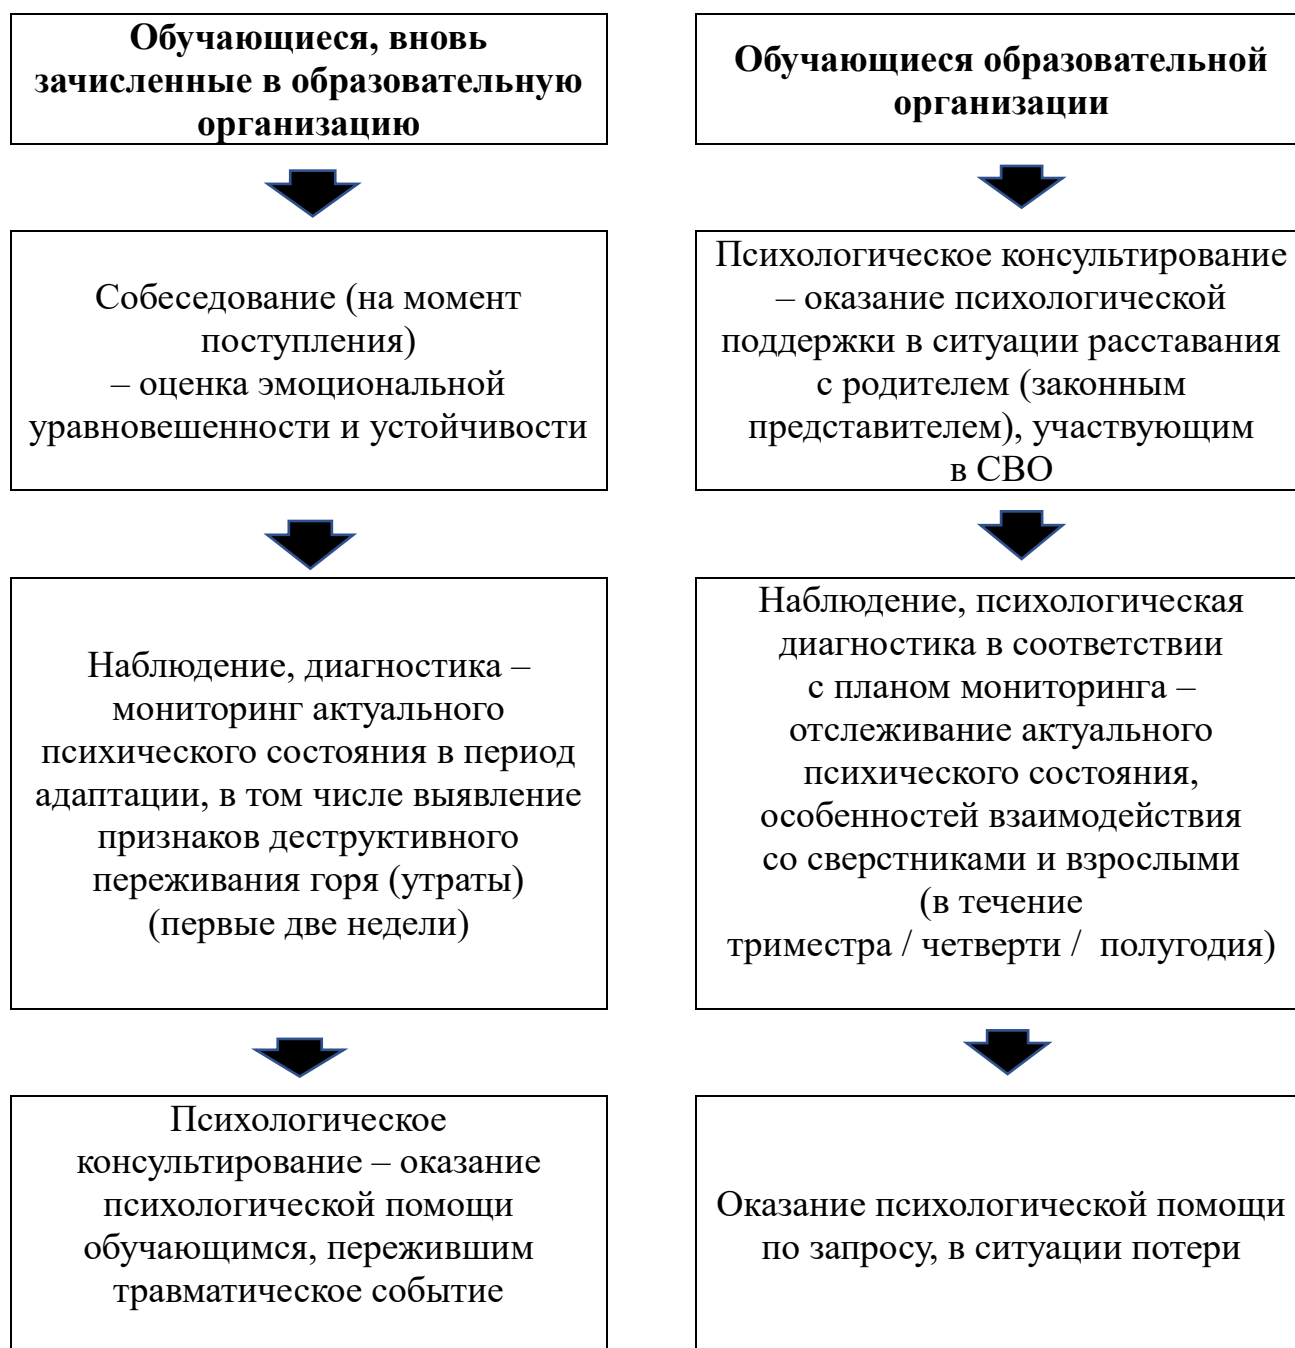 Обучающиеся, вновь
зачисленные в образовательную
организацию
Обучающиеся образовательной
организации
Собеседование (на момент
поступления)
– оценка эмоциональной
уравновешенности и устойчивости
Психологическое консультирование
– оказание психологической
поддержки в ситуации расставания
с родителем (законным
представителем), участвующим
в СВО
Наблюдение, диагностика –
мониторинг актуального
психического состояния в период
адаптации, в том числе выявление
признаков деструктивного
переживания горя (утраты)
(первые две недели)
Наблюдение, психологическая
диагностика в соответствии
с планом мониторинга –
отслеживание актуального
психического состояния,
особенностей взаимодействия
со сверстниками и взрослыми
(в течение
триместра / четверти /  полугодия)
Психологическое
консультирование – оказание
психологической помощи
обучающимся, пережившим
травматическое событие
Оказание психологической помощи
по запросу, в ситуации потери